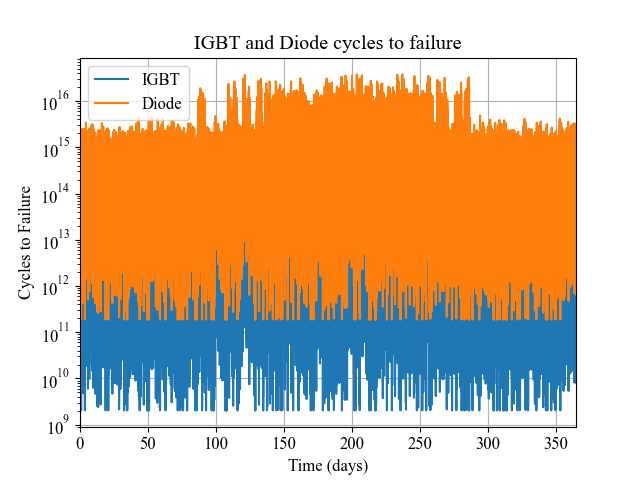 IGBT and Diode cycles to failure
IGBT
Diode
Cycles to Failure
10^16
10^15
10^14
10^13
10^12
10^11
10^10
10^9
0 50 100 150 200 250 300 350
Time (days)